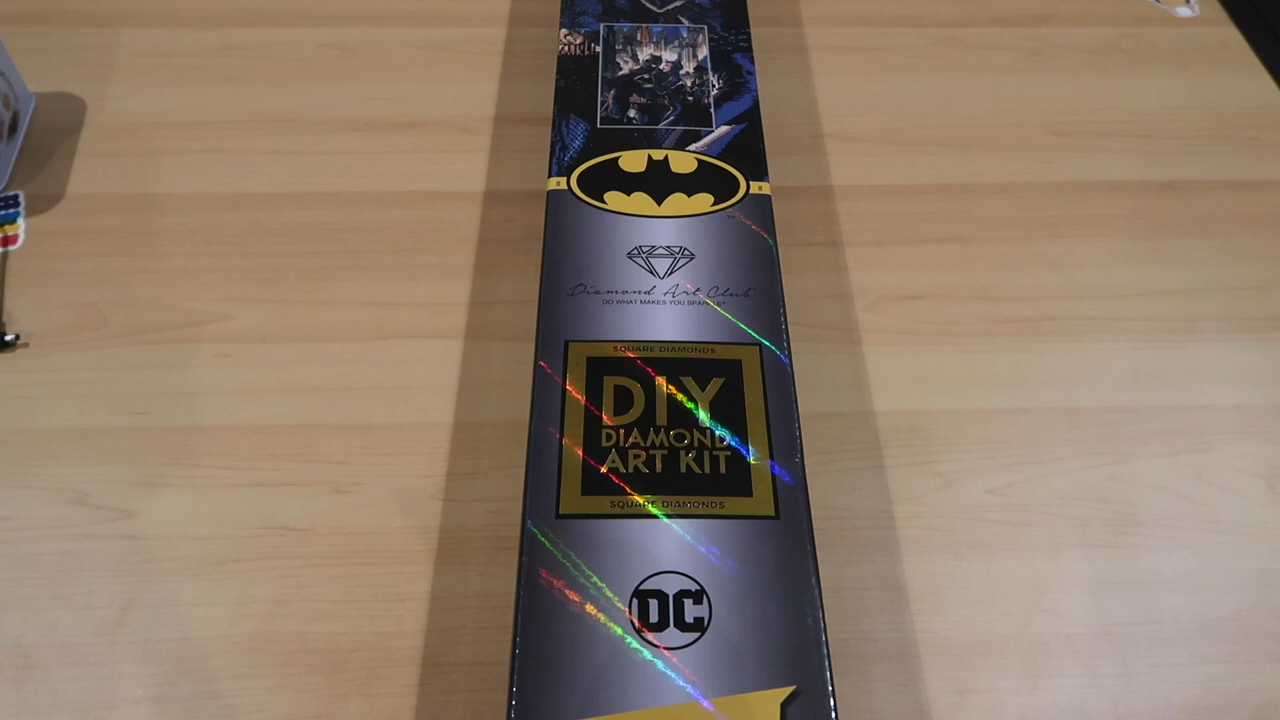 Diamond Art Club
DO WHAT MAKES YOU SPARKLE
SQUARE DIAMONDS
DIY
DIAMOND
ART KIT
SQUARE DIAMONDS
DC